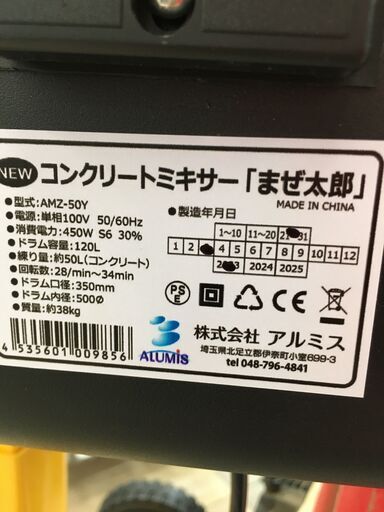 NEW コンクリートミキサー「まぜ太郎」
MADE IN CHINA
●型式:AMZ-50Y
●電源:単相100V 50/60Hz
●消費電力:450W S6 30%
●ドラム容量:120L
●練り量:約50L(コンクリート)
●回転数:28/min～34min
●ドラム口径:350mm
●ドラム内径:500Ø
●質量:約38kg
●製造年月日
1~10 11~20 31
1 2 4 5 6 7 8 9 10 11 12
2024 2025
PS E
CE
4 535601 009856
ALUMIS
株式会社 アルミス
埼玉県北足立郡伊奈町小室699-3
tel 048-796-4841